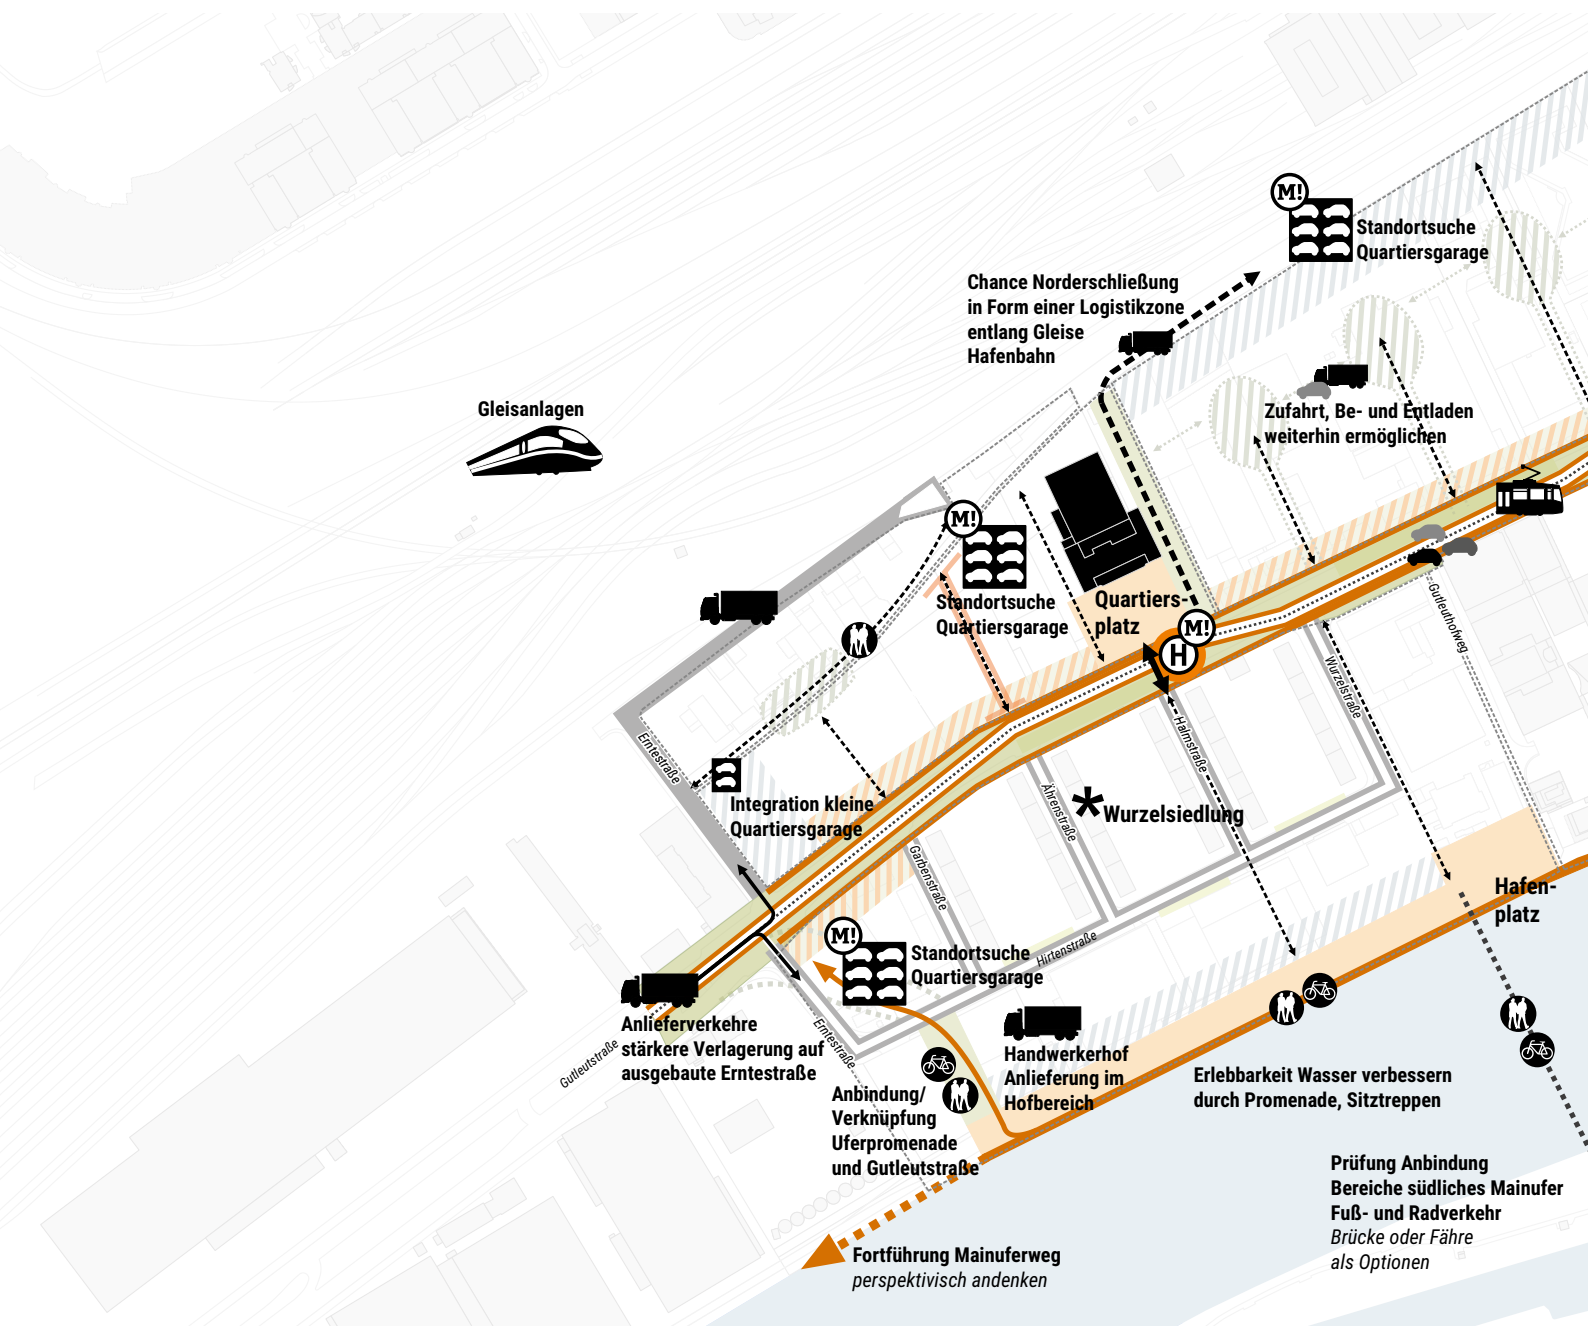 M!
Standortsuche
Quartiersgarage
Chance Norderschließung
in Form einer Logistikzone
entlang Gleise
Hafenbahn
Zufahrt, Be- und Entladen
weiterhin ermöglichen
Gleisanlagen
M!
Standortsuche
Quartiersgarage
Quartiers-
platz
M!
H
Gutleuthofweg
Wurzelstraße
Halmstraße
Erntestraße
Integration kleine
Quartiersgarage
Ährenstraße
Wurzelsiedlung
Garbenstraße
Hafen-
platz
M!
Standortsuche
Quartiersgarage
Hirtenstraße
Anlieferverkehre
stärkere Verlagerung auf
ausgebaute Erntestraße
Gutleutstraße
Erntestraße
Handwerkerhof
Anlieferung im
Hofbereich
Anbindung/
Verknüpfung
Uferpromenade
und Gutleutstraße
Erlebbarkeit Wasser verbessern
durch Promenade, Sitztreppen
Prüfung Anbindung
Bereiche südliches Mainufer
Fuß- und Radverkehr
Brücke oder Fähre
als Optionen
Fortführung Mainuferweg
perspektivisch andenken